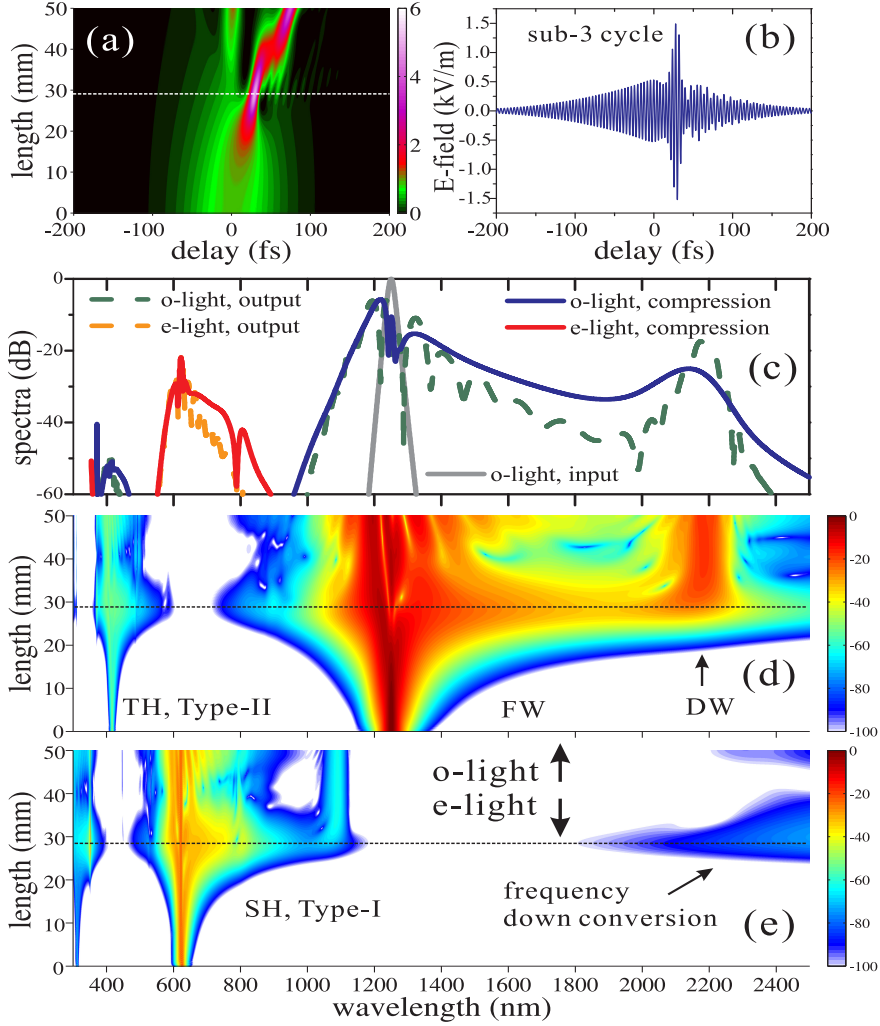 (a)
length (mm)
50
40
30
20
10
0
-200 -100 0 100 200
delay (fs)
6
4
2
0
sub-3 cycle (b)
E-field (kV/m)
1.5
1.0
0.5
0.0
-0.5
-1.0
-1.5
-200 -100 0 100 200
delay (fs)
spectra (dB)
0
-20
-40
-60
o-light, output
e-light, output
o-light, compression
e-light, compression
(c)
o-light, input
length (mm)
50
40
30
20
10
0
TH, Type-II FW DW (d)
0
-20
-40
-60
-80
-100
length (mm)
50
40
30
20
10
0
o-light
e-light
SH, Type-I
frequency
down conversion (e)
0
-20
-40
-60
-80
-100
400 600 800 1000 1200 1400 1600 1800 2000 2200 2400
wavelength (nm)